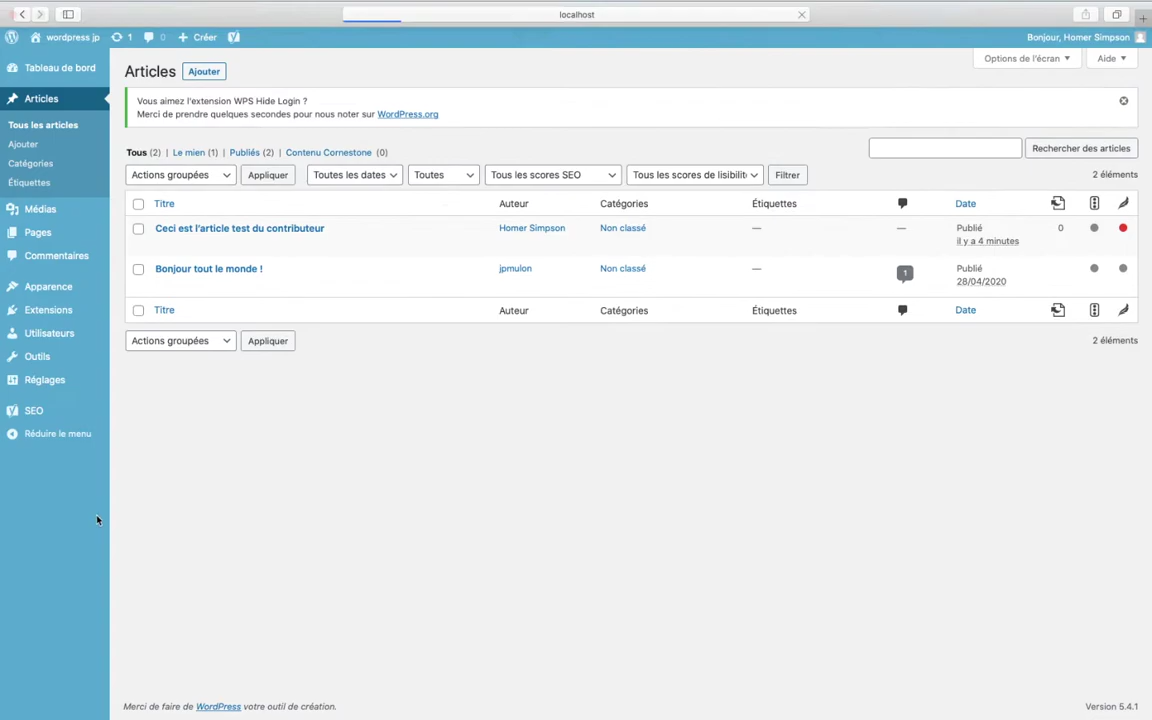 localhost
wordpress jp 1 0 Créer Bonjour, Homer Simpson
Tableau de bord
Articles
Tous les articles
Ajouter
Catégories
Étiquettes
Médias
Pages
Commentaires
Apparence
Extensions
Utilisateurs
Outils
Réglages
SEO
Réduire le menu
Options de l'écran Aide
Articles Ajouter
Vous aimez l'extension WPS Hide Login ?
Merci de prendre quelques secondes pour nous noter sur WordPress.org
Tous (2) | Le mien (1) | Publiés (2) | Contenu Cornestone (0)
Rechercher des articles
Actions groupées Appliquer Toutes les dates Toutes Tous les scores SEO Tous les scores de lisibilit Filtrer 2 éléments
Titre Auteur Catégories Étiquettes Date
Ceci est l'article test du contributeur Homer Simpson Non classé — — Publié 0
il y a 4 minutes
Bonjour tout le monde ! jpmulon Non classé — 1 Publié
28/04/2020
Titre Auteur Catégories Étiquettes Date
Actions groupées Appliquer 2 éléments
Merci de faire de WordPress votre outil de création. Version 5.4.1